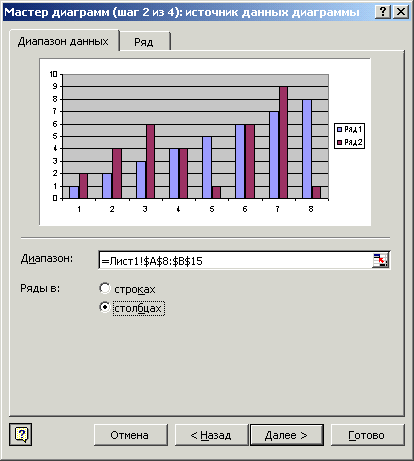 Мастер диаграмм (шаг 2 из 4): источник данных диаграммы ? ×
Диапазон данных Ряд
10
9
8
7
6
5
4
3
2
1
0
1 2 3 4 5 6 7 8
Ряд1
Ряд2
Диапазон: =Лист1!$A$8:$B$15
Ряды в: строках
столбцах
? Отмена < Назад Далее > Готово